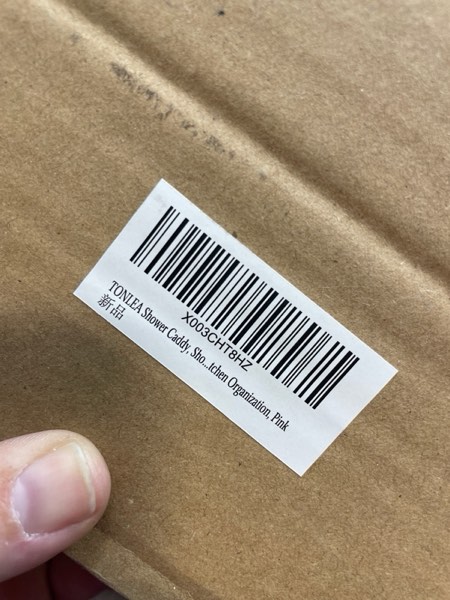 X003CHT8HZ
TONLEA Shower Caddy, Sho...tchen Organization, Pink
新品